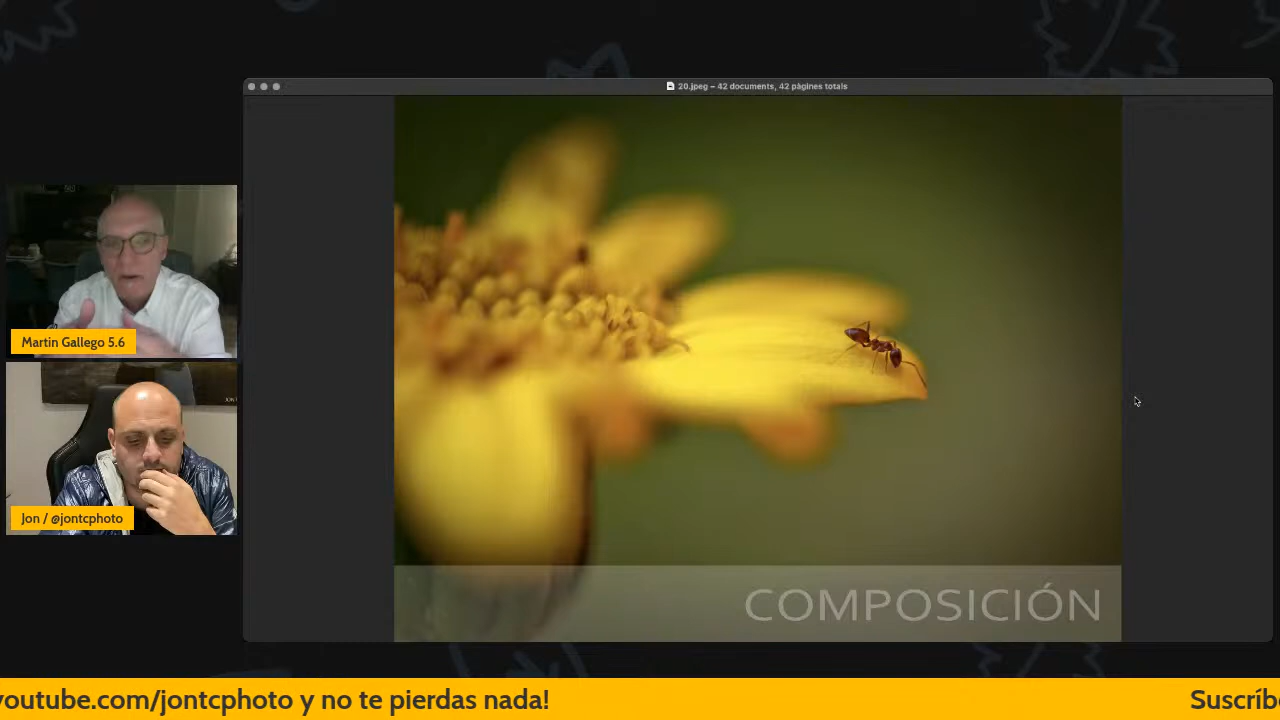 20.jpeg – 42 documents, 42 pàgines totals
Martin Gallego 5.6
Jon / @jontcphoto
COMPOSICIÓN
youtube.com/jontcphoto y no te pierdas nada!
Suscríb